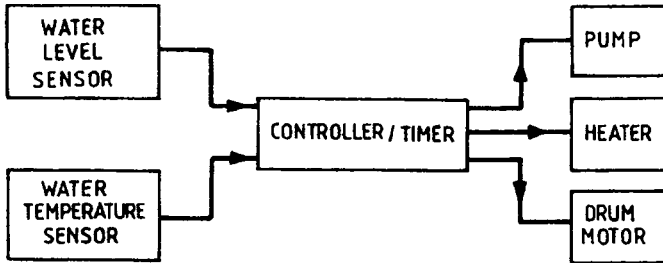 WATER
LEVEL
SENSOR
WATER
TEMPERATURE
SENSOR
CONTROLLER / TIMER
PUMP
HEATER
DRUM
MOTOR